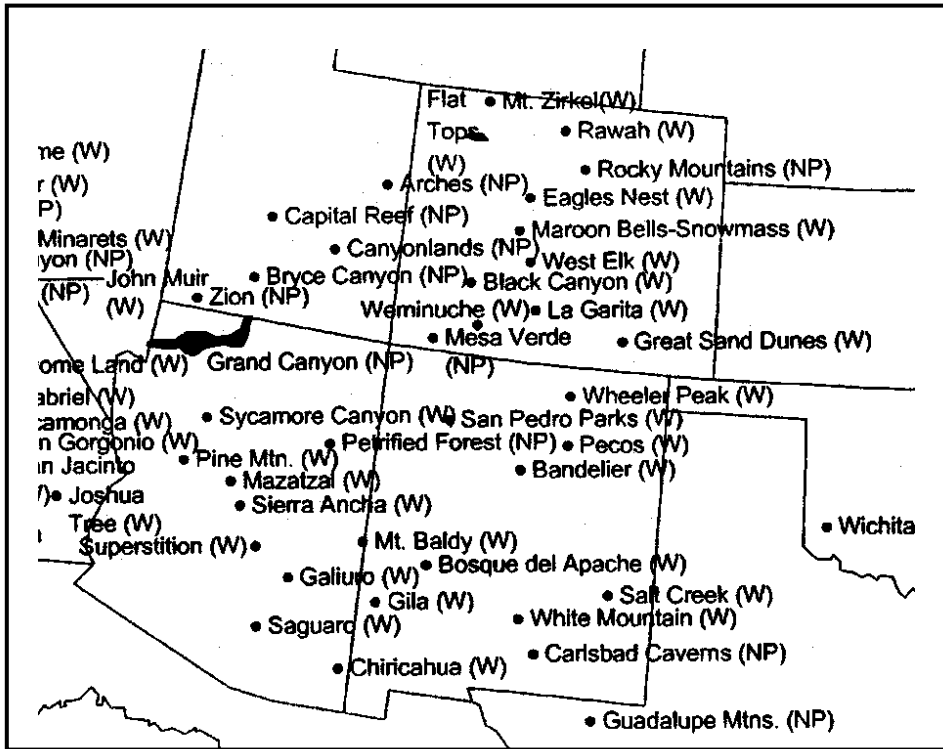 Flat
Mt. Zirkel(W)
Tops
Rawah (W)
(W)
me (W)
Rocky Mountains (NP)
r (W)
Arches (NP)
Eagles Nest (W)
P)
Capital Reef (NP)
Maroon Bells-Snowmass (W)
Minarets (W)
Canyonlands (NP)
yon (NP)
West Elk (W)
John Muir
Bryce Canyon (NP)
Black Canyon (W)
(NP)
Zion (NP)
(W)
Weminuche (W)
La Garita (W)
Mesa Verde
Great Sand Dunes (W)
ome Land (W)
Grand Canyon (NP)
(NP)
abriel (W)
Wheeler Peak (W)
camonga (W)
Sycamore Canyon (W)
San Pedro Parks (W)
n Gorgonio (W)
Petrified Forest (NP)
Pecos (W)
an Jacinto
Pine Mtn. (W)
Bandelier (W)
Mazatzal (W)
Joshua
Sierra Ancha (W)
Tree (W)
Wichita
Superstition (W)
Mt. Baldy (W)
Bosque del Apache (W)
Galiuro (W)
Gila (W)
Salt Creek (W)
Saguaro (W)
White Mountain (W)
Chiricahua (W)
Carlsbad Caverns (NP)
Guadalupe Mtns. (NP)